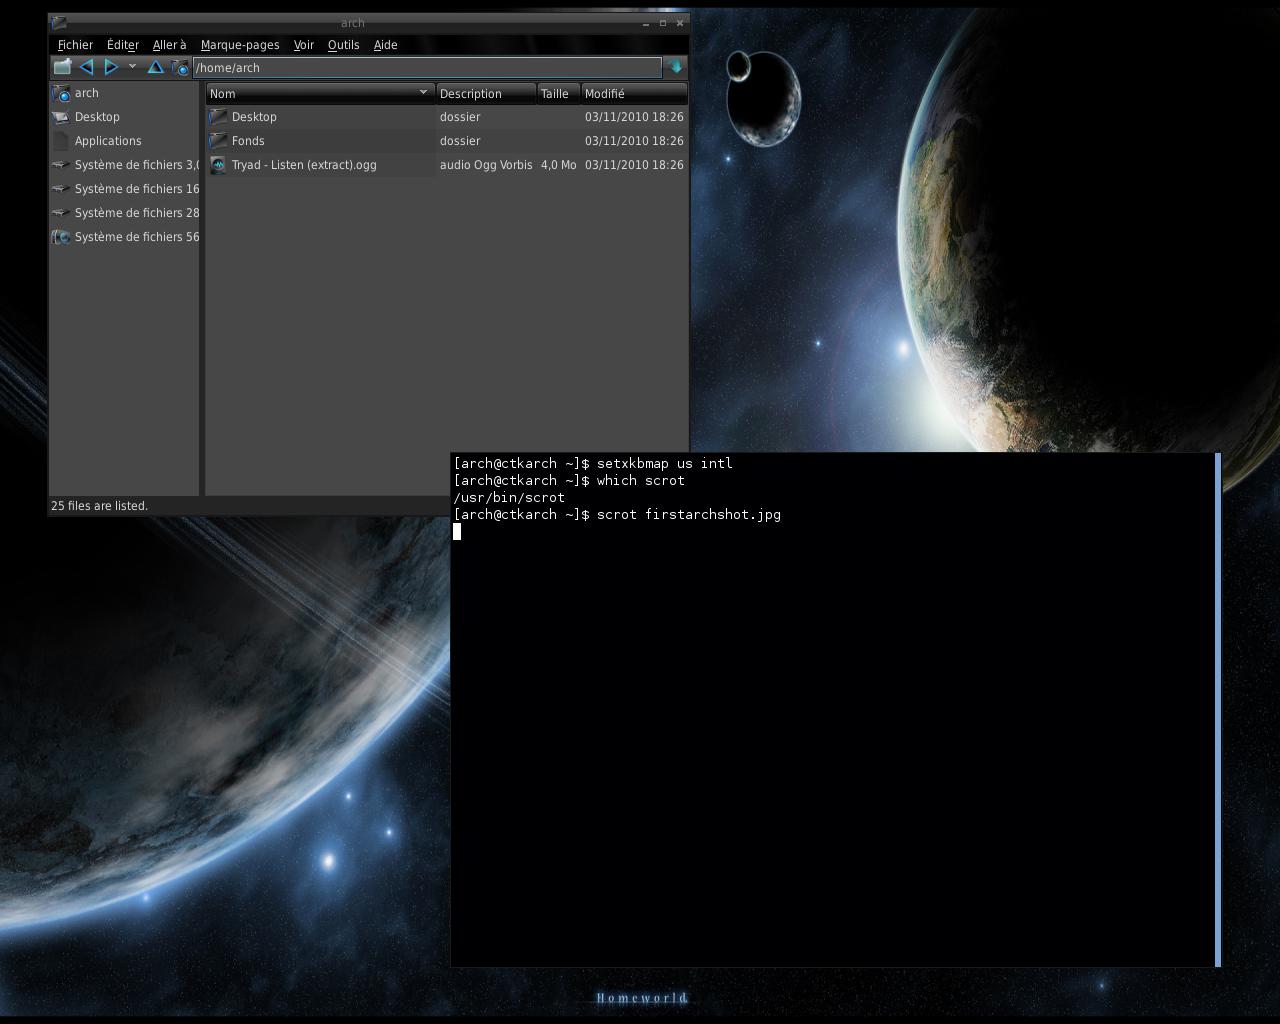 arch
Fichier Éditer Aller à Marque-pages Voir Outils Aide
/home/arch
arch
Desktop
Applications
Système de fichiers 3,0
Système de fichiers 16
Système de fichiers 28
Système de fichiers 56
Nom Description Taille Modifié
Desktop dossier 03/11/2010 18:26
Fonds dossier 03/11/2010 18:26
Tryad - Listen (extract).ogg audio Ogg Vorbis 4,0 Mo 03/11/2010 18:26
25 files are listed.
[arch@ctkarch ~]$ setxkbmap us intl
[arch@ctkarch ~]$ which scrot
/usr/bin/scrot
[arch@ctkarch ~]$ scrot firstarchshot.jpg
Homeworld